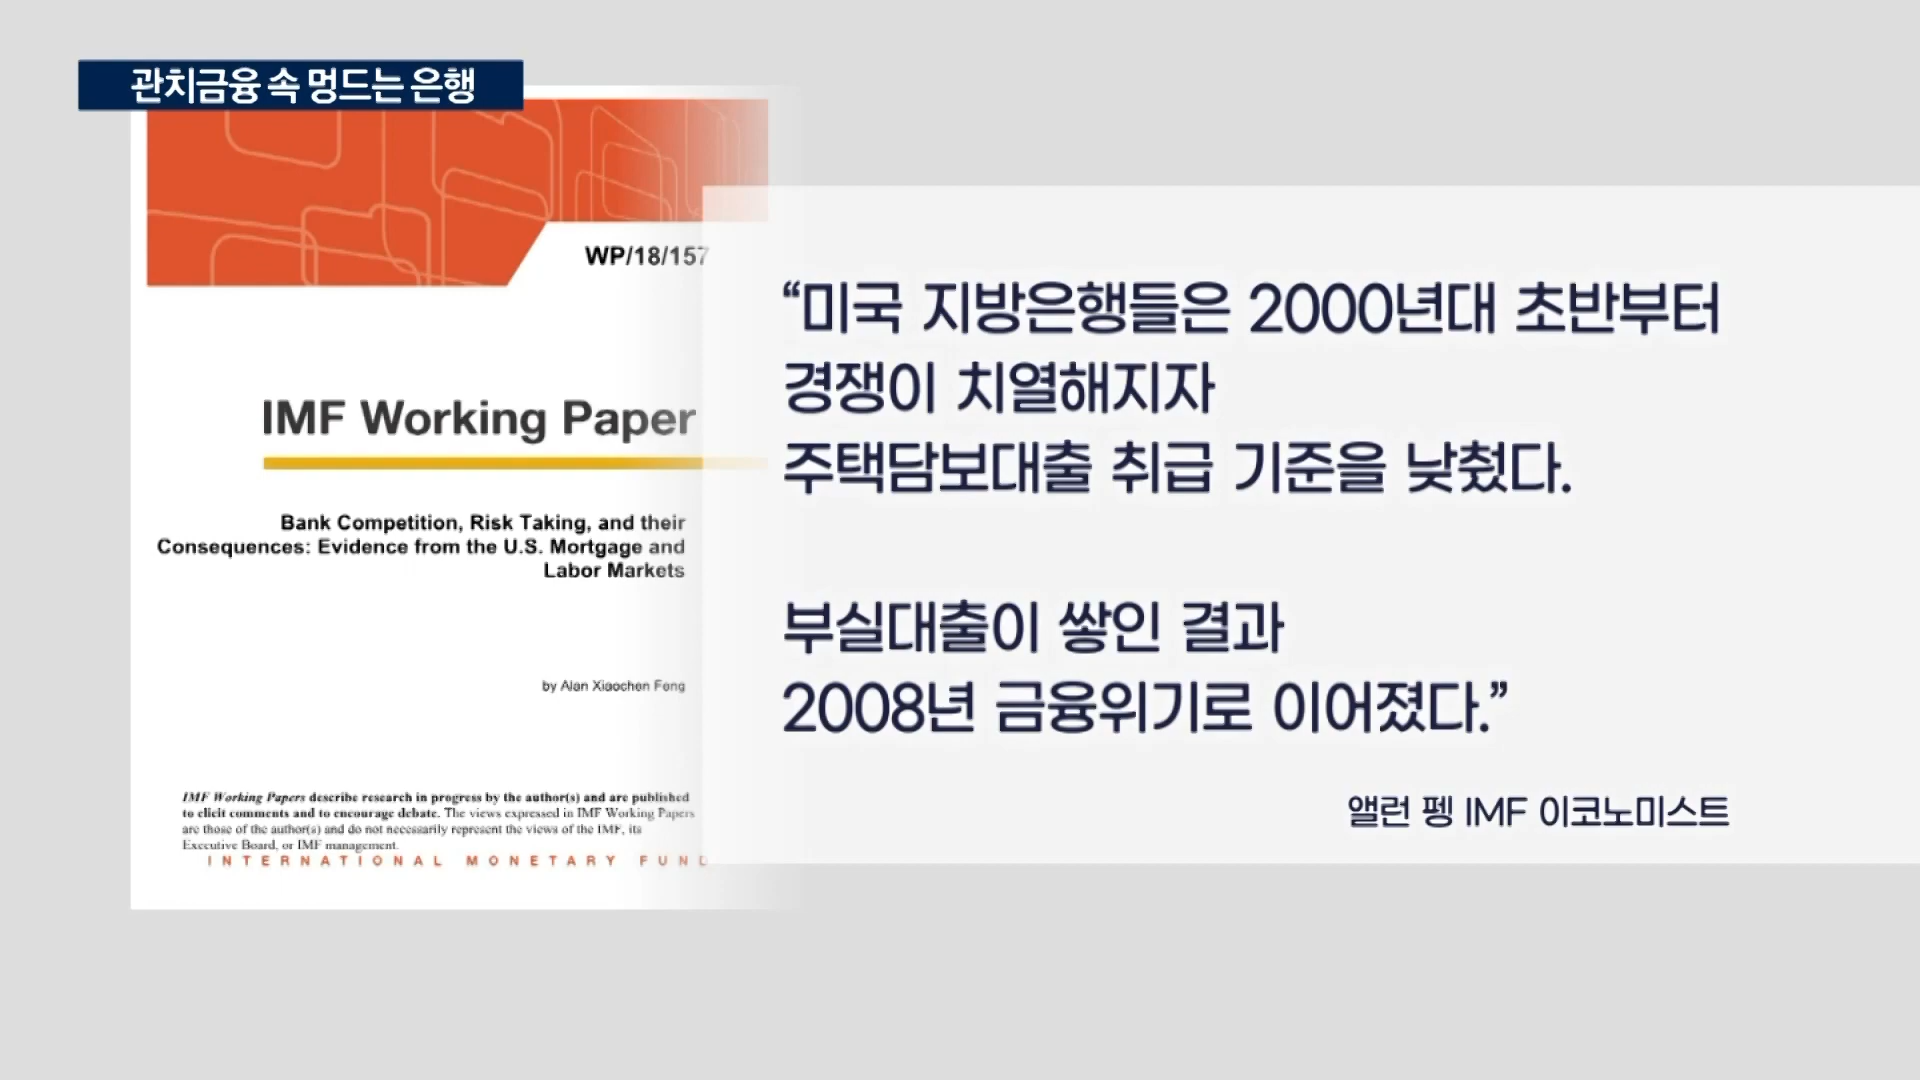 관치금융 속 멍드는 은행
WP/18/157
IMF Working Paper
Bank Competition, Risk Taking, and their
Consequences: Evidence from the U.S. Mortgage and
Labor Markets
by Alan Xiaochen Feng
IMF Working Papers describe research in progress by the author(s) and are published
to elicit comments and to encourage debate. The views expressed in IMF Working Papers
are those of the author(s) and do not necessarily represent the views of the IMF, its
Executive Board, or IMF management.
INTERNATIONAL MONETARY FUND
“미국 지방은행들은 2000년대 초반부터
경쟁이 치열해지자
주택담보대출 취급 기준을 낮췄다.
부실대출이 쌓인 결과
2008년 금융위기로 이어졌다.”
앨런 펭 IMF 이코노미스트